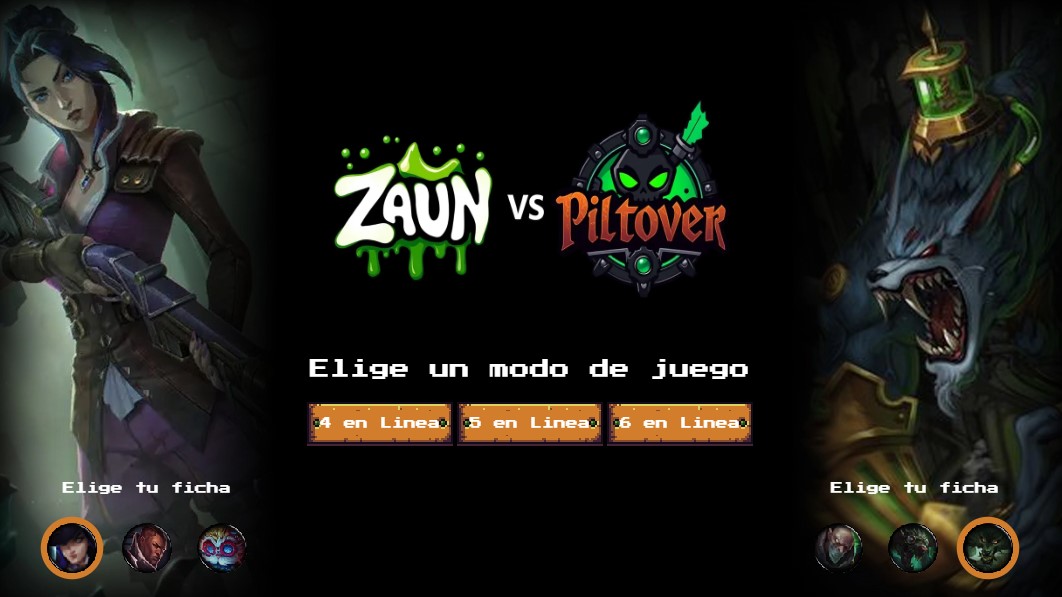 ZAUN vs Piltover
Elige un modo de juego
4 en Linea 5 en Linea 6 en Linea
Elige tu ficha
Elige tu ficha